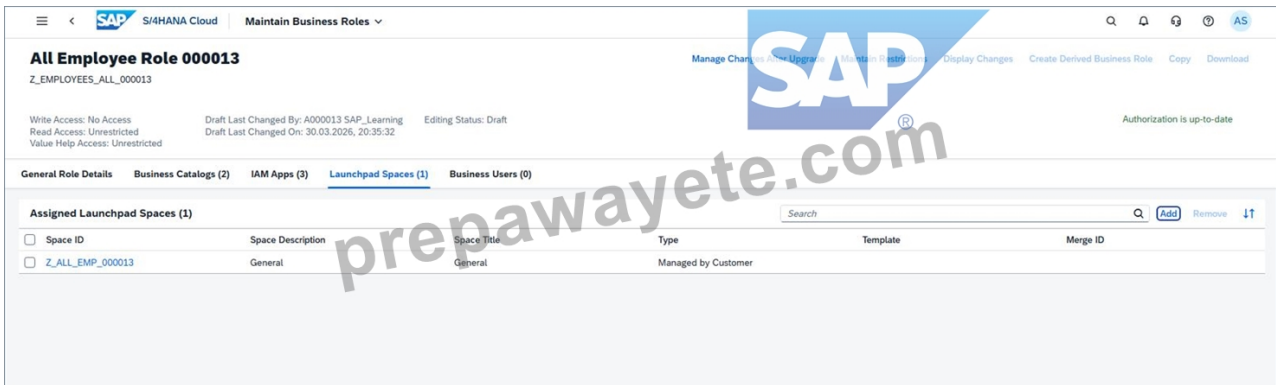 SAP S/4HANA Cloud Maintain Business Roles AS
All Employee Role 000013
Manage Changes After Upgrade Maintain Restrictions Display Changes Create Derived Business Role Copy Download
Z_EMPLOYEES_ALL_000013
SAP
®
Write Access: No Access Draft Last Changed By: A000013 SAP_Learning Editing Status: Draft Authorization is up-to-date
Read Access: Unrestricted Draft Last Changed On: 30.03.2026, 20:35:32
Value Help Access: Unrestricted
General Role Details Business Catalogs (2) IAM Apps (3) Launchpad Spaces (1) Business Users (0)
Assigned Launchpad Spaces (1) Search Add Remove
Space ID Space Description Space Title Type Template Merge ID
Z_ALL_EMP_000013 General General Managed by Customer
prepawayete.com